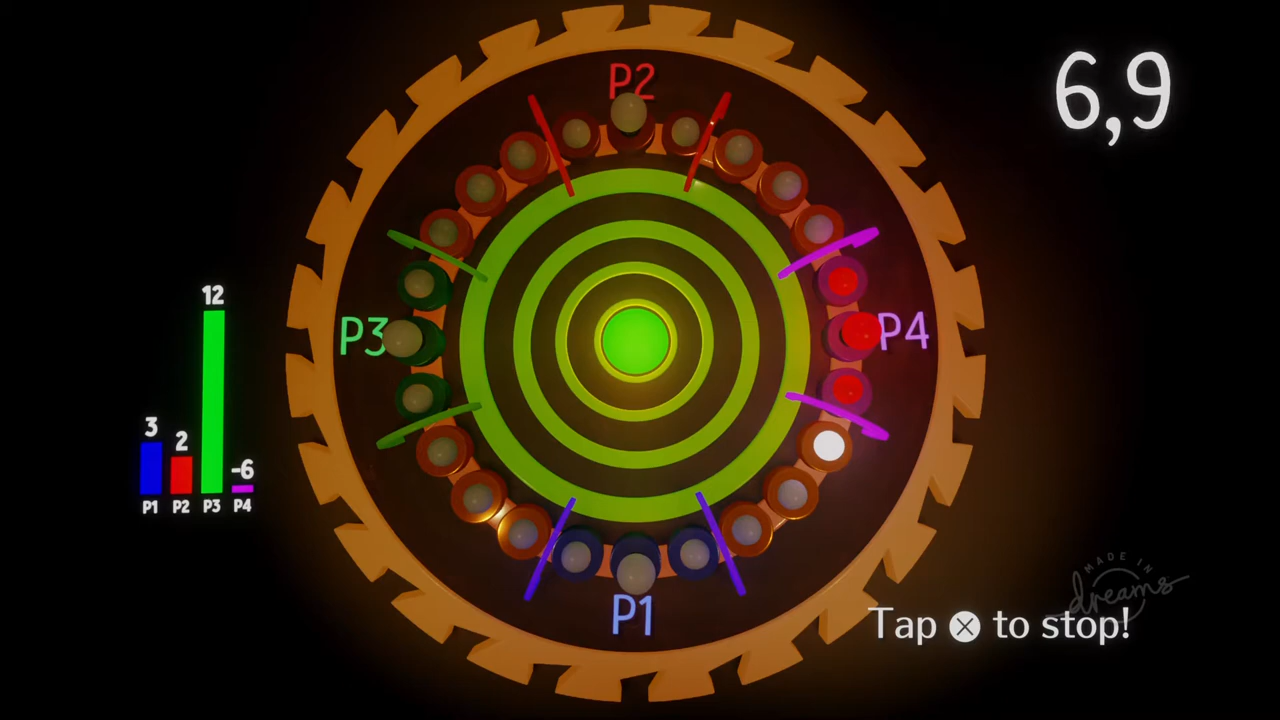 P2
6,9
P3
P4
12
3
2
-6
P1 P2 P3 P4
P1
MADE IN
dreams
Tap ⓧ to stop!